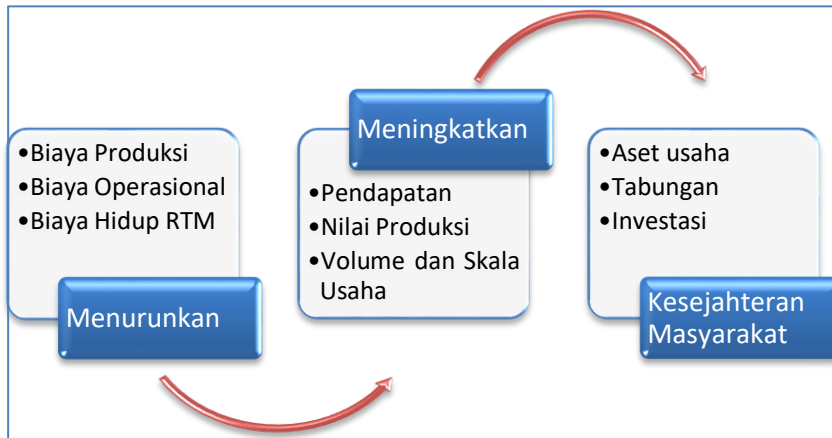 •Biaya Produksi
•Biaya Operasional
•Biaya Hidup RTM
Menurunkan
Meningkatkan
•Pendapatan
•Nilai Produksi
•Volume dan Skala
Usaha
•Aset usaha
•Tabungan
•Investasi
Kesejahteran
Masyarakat